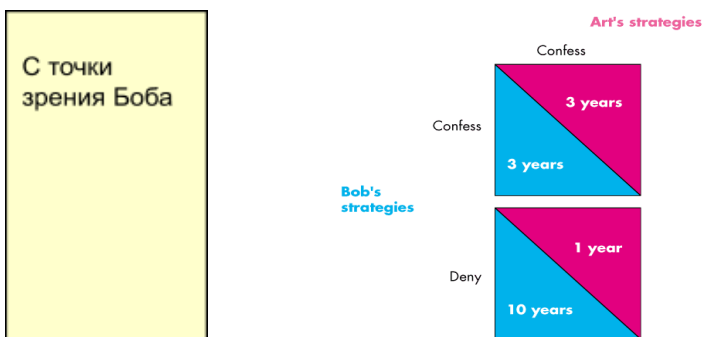 С точки
зрения Боба
Art's strategies
Confess
Confess
3 years
3 years
Bob's
strategies
Deny
1 year
10 years